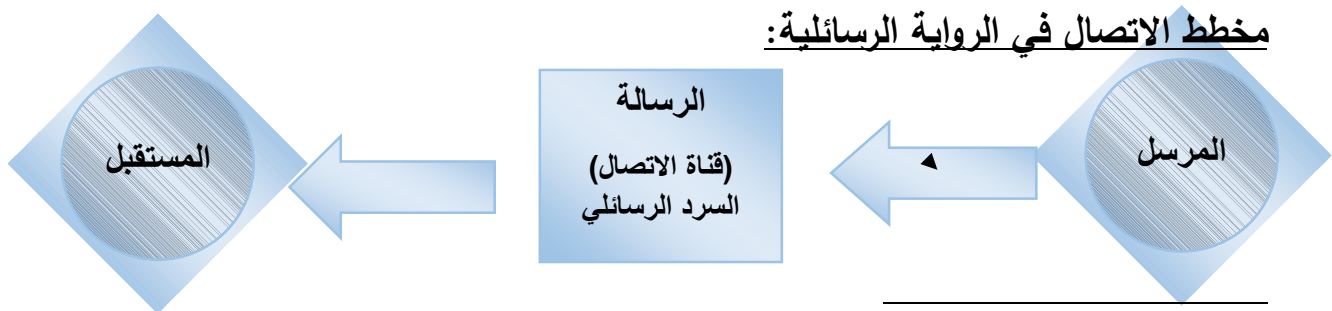 مخطط الاتصال في الرواية الرسائلية:
المرسل
الرسالة
(قناة الاتصال)
السرد الرسائلي
المستقبل